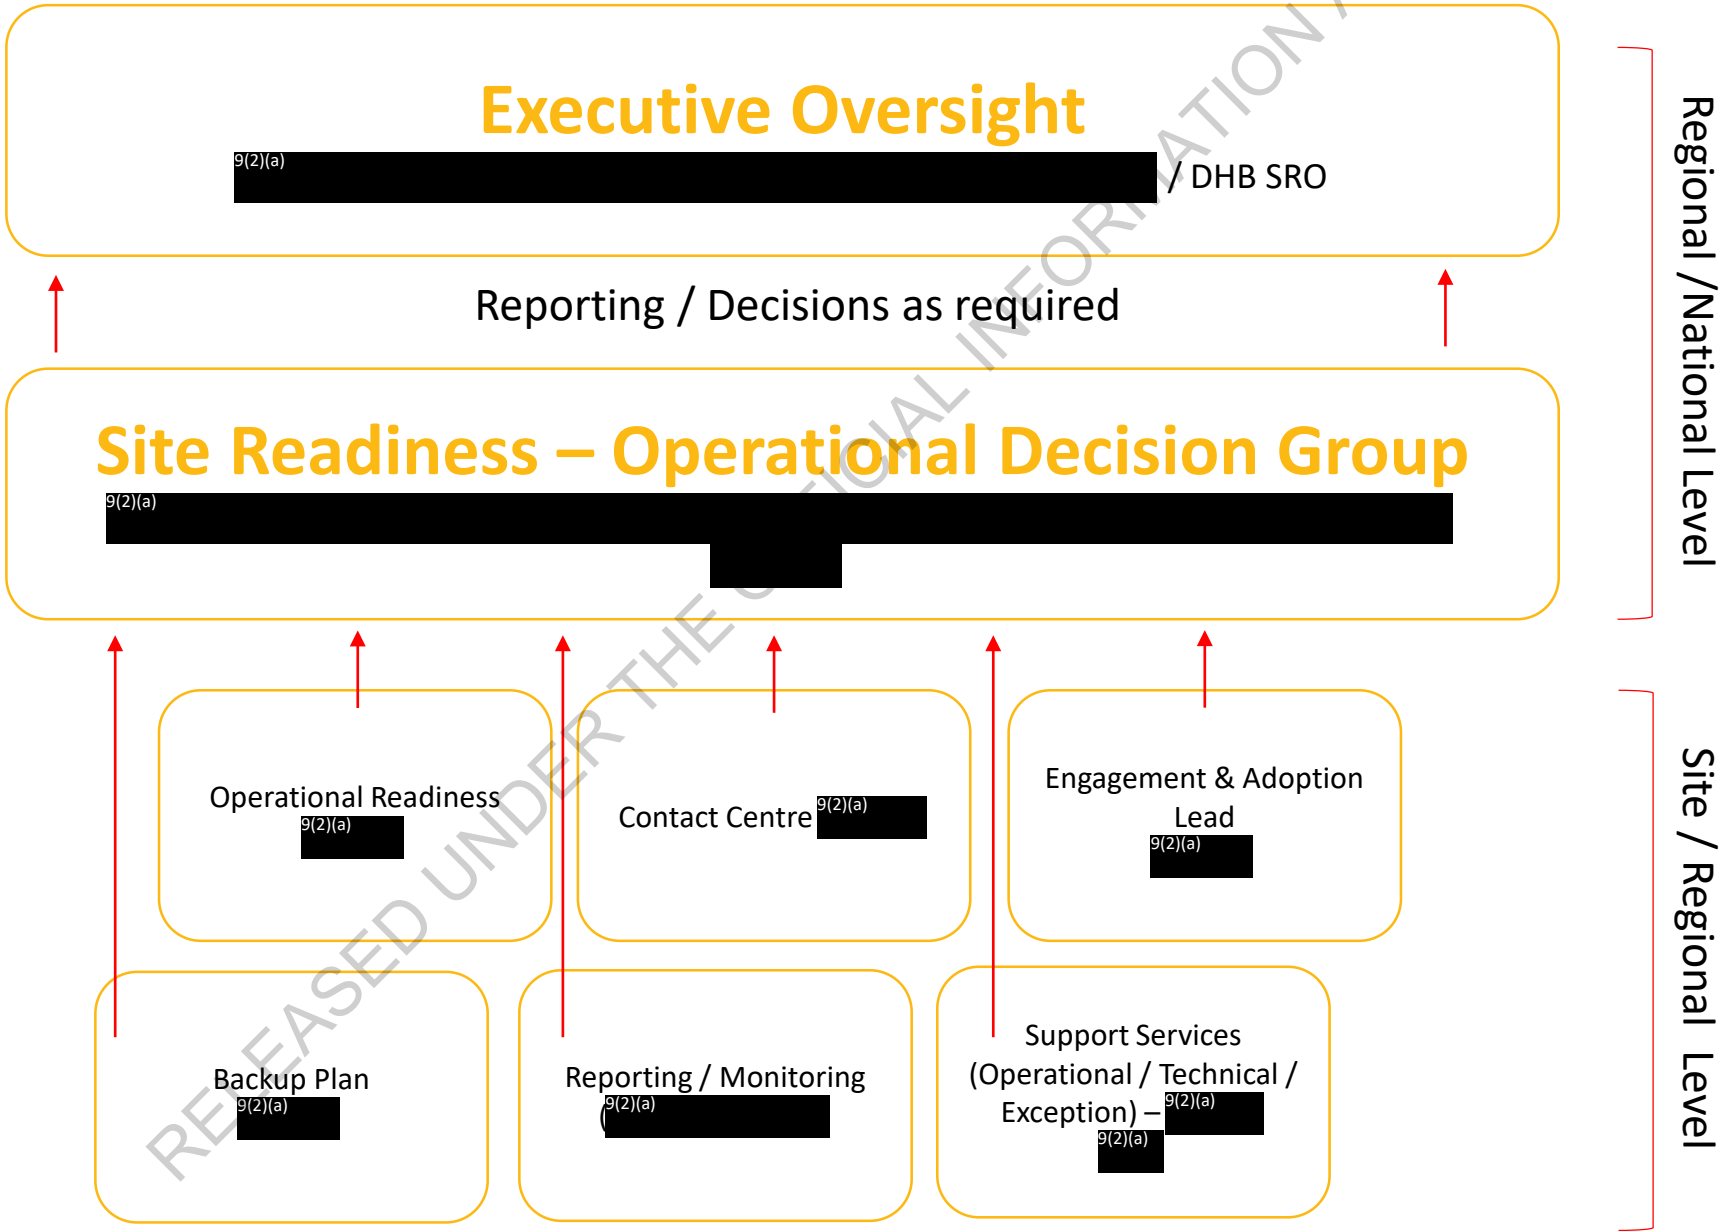 Executive Oversight
9(2)(a)
/ DHB SRO
Reporting / Decisions as required
Site Readiness – Operational Decision Group
9(2)(a)
Regional /National Level
Operational Readiness
9(2)(a)
Contact Centre 9(2)(a)
Engagement & Adoption
Lead
9(2)(a)
Backup Plan
9(2)(a)
Reporting / Monitoring
(9(2)(a)
Support Services
(Operational / Technical /
Exception) – 9(2)(a)
9(2)(a)
Site / Regional Level
RELEASED UNDER THE OFFICIAL INFORMATION